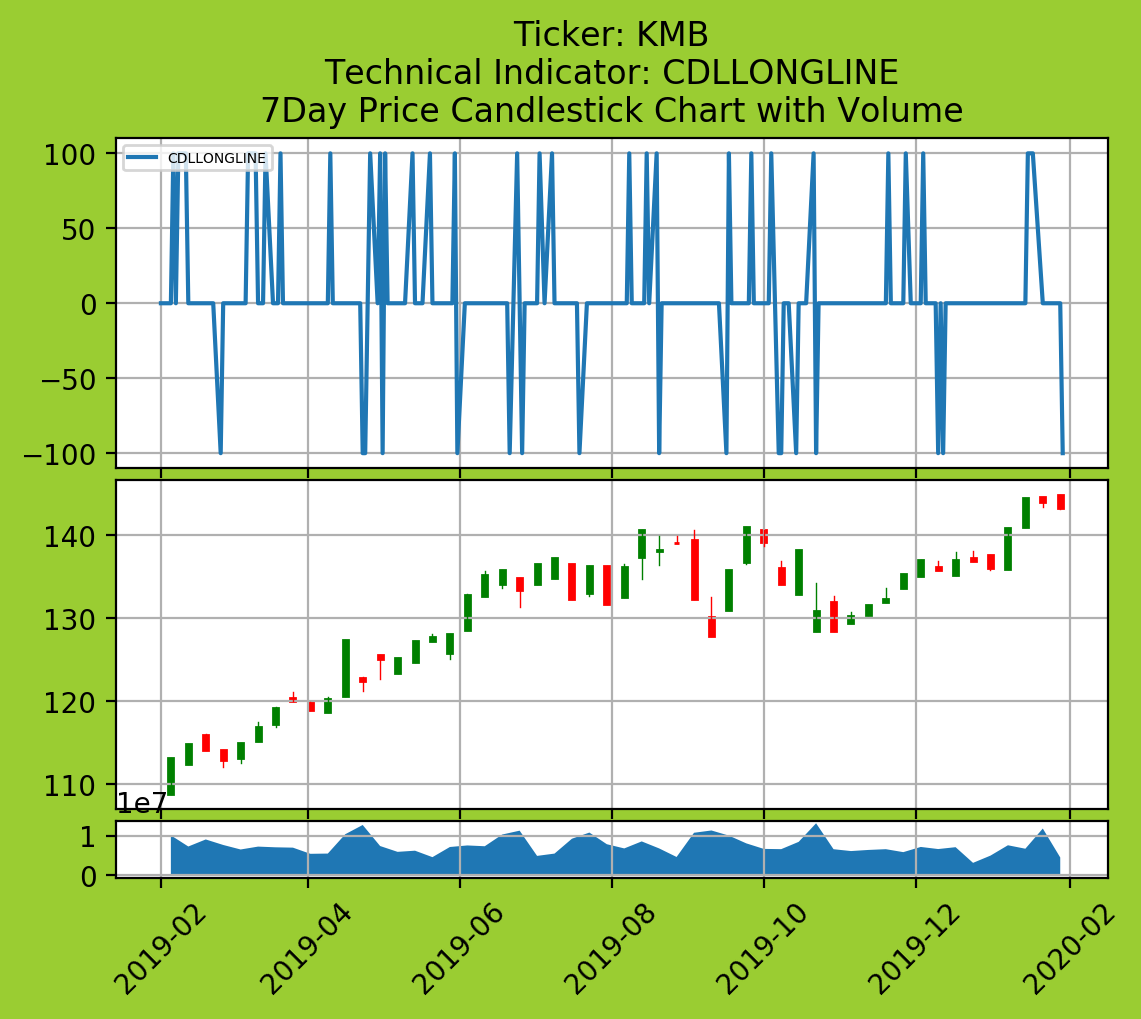 Ticker: KMB
Technical Indicator: CDLLONGLINE
7Day Price Candlestick Chart with Volume
CDLLONGLINE
100
50
0
−50
−100
140
130
120
110
1e7
1
0
2019-02 2019-04 2019-06 2019-08 2019-10 2019-12 2020-02